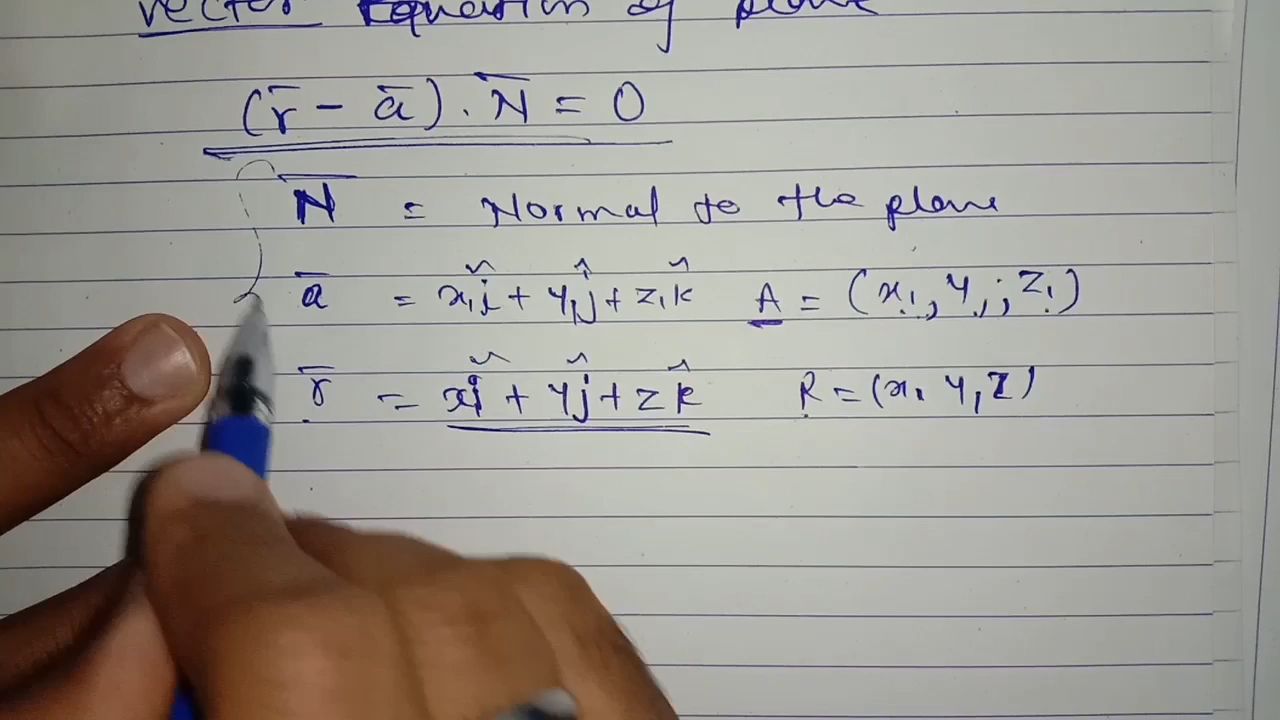 Vector Equation of plane
(r̅ - a̅) . N̅ = 0
N̅ = Normal to the plane
a̅ = x₁î + y₁ĵ + z₁k̂ A = (x₁, y₁, z₁)
r̅ = xî + yĵ + zk̂ R = (x, y, z)